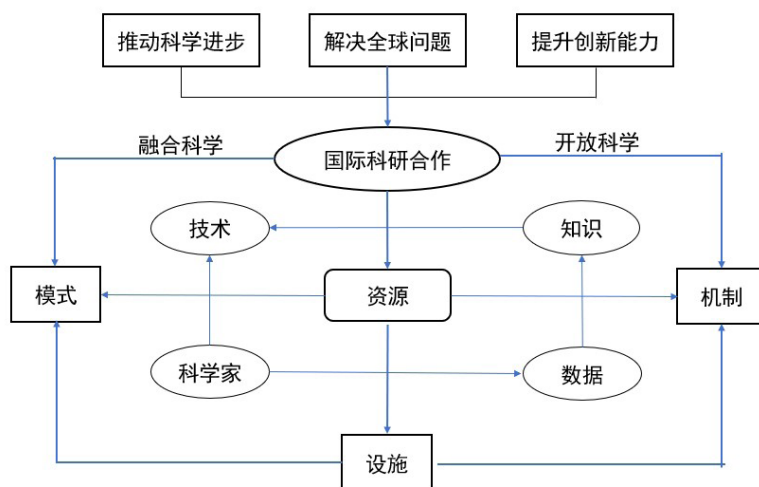 推动科学进步
解决全球问题
提升创新能力
融合科学
国际科研合作
开放科学
技术
知识
模式
资源
机制
科学家
数据
设施